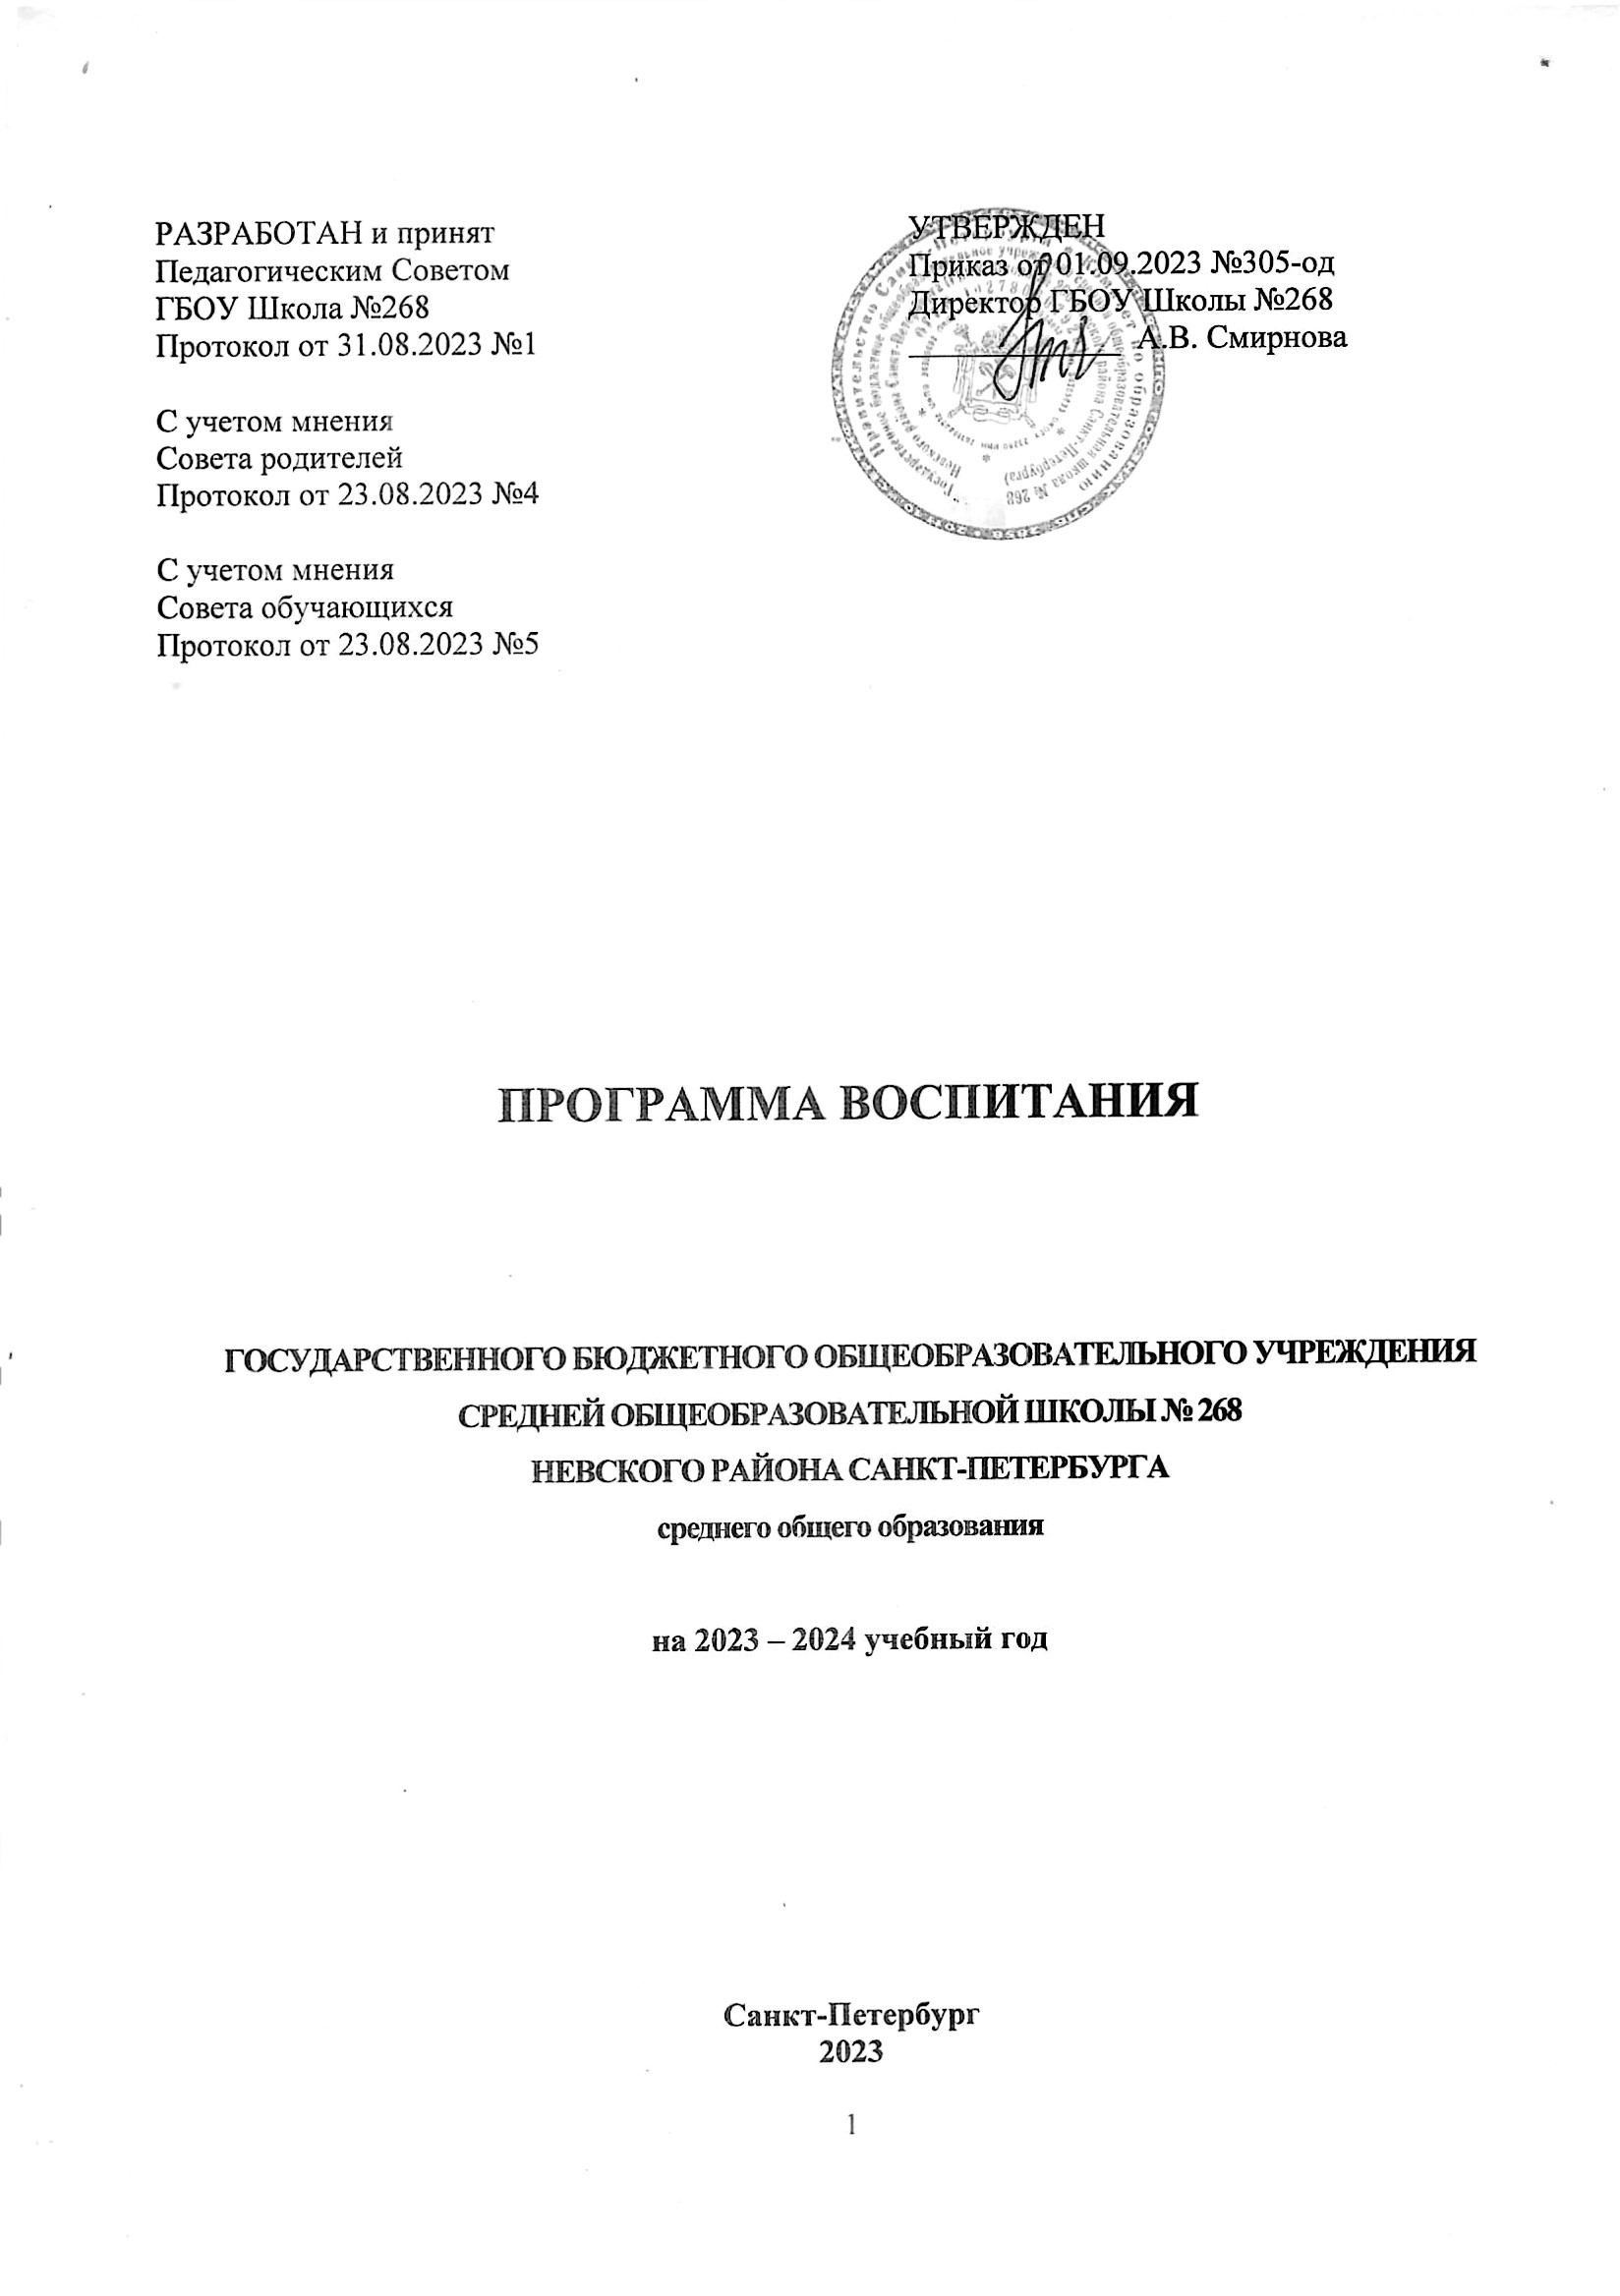 РАЗРАБОТАН и принят
Педагогическим Советом
ГБОУ Школа №268
Протокол от 31.08.2023 №1
С учетом мнения
Совета родителей
Протокол от 23.08.2023 №4
С учетом мнения
Совета обучающихся
Протокол от 23.08.2023 №5
УТВЕРЖДЕН
Приказ от 01.09.2023 №305-од
Директор ГБОУ Школы №268
А.В. Смирнова
ПРОГРАММА ВОСПИТАНИЯ
ГОСУДАРСТВЕННОГО БЮДЖЕТНОГО ОБЩЕОБРАЗОВАТЕЛЬНОГО УЧРЕЖДЕНИЯ
СРЕДНЕЙ ОБЩЕОБРАЗОВАТЕЛЬНОЙ ШКОЛЫ № 268
НЕВСКОГО РАЙОНА САНКТ-ПЕТЕРБУРГА
среднего общего образования
на 2023 – 2024 учебный год
Санкт-Петербург
2023
1